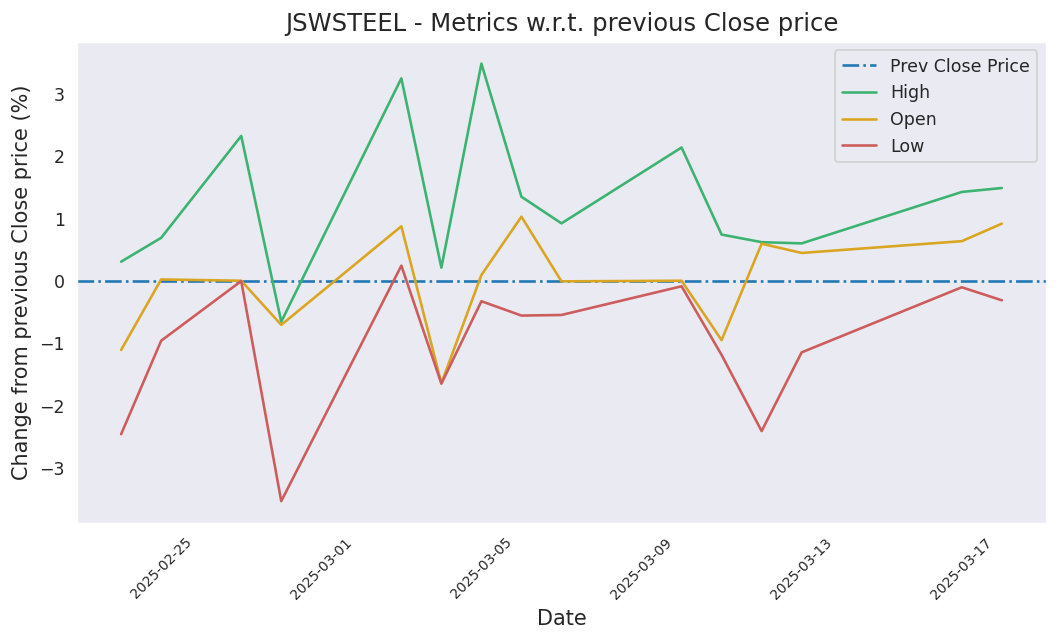 JSWSTEEL - Metrics w.r.t. previous Close price
Prev Close Price
High
Open
Low
Change from previous Close price (%)
3
2
1
0
−1
−2
−3
2025-02-25
2025-03-01
2025-03-05
2025-03-09
2025-03-13
2025-03-17
Date